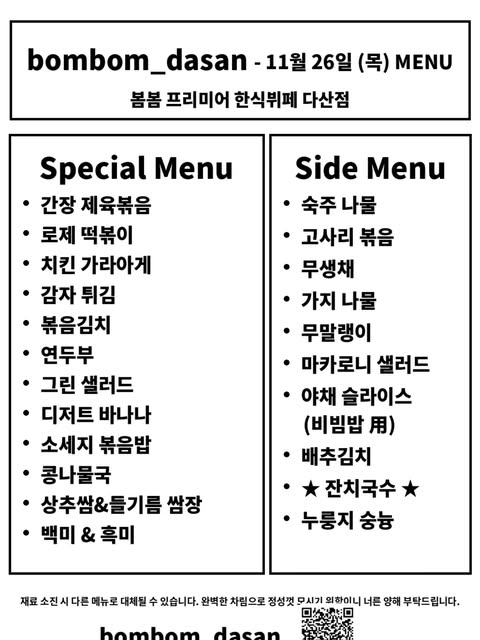 bombom_dasan - 11월 26일 (목) MENU
봄봄 프리미어 한식뷔페 다산점
Special Menu
• 간장 제육볶음
• 로제 떡볶이
• 치킨 가라아게
• 감자 튀김
• 볶음김치
• 연두부
• 그린 샐러드
• 디저트 바나나
• 소세지 볶음밥
• 콩나물국
• 상추쌈&들기름 쌈장
• 백미 & 흑미
Side Menu
• 숙주 나물
• 고사리 볶음
• 무생채
• 가지 나물
• 무말랭이
• 마카로니 샐러드
• 야채 슬라이스
(비빔밥 用)
• 배추김치
• ★ 잔치국수 ★
• 누룽지 숭늉
재료 소진 시 다른 메뉴로 대체될 수 있습니다. 완벽한 차림으로 정성껏 모시기 위함이니 너른 양해 부탁드립니다.
bombom_dasan